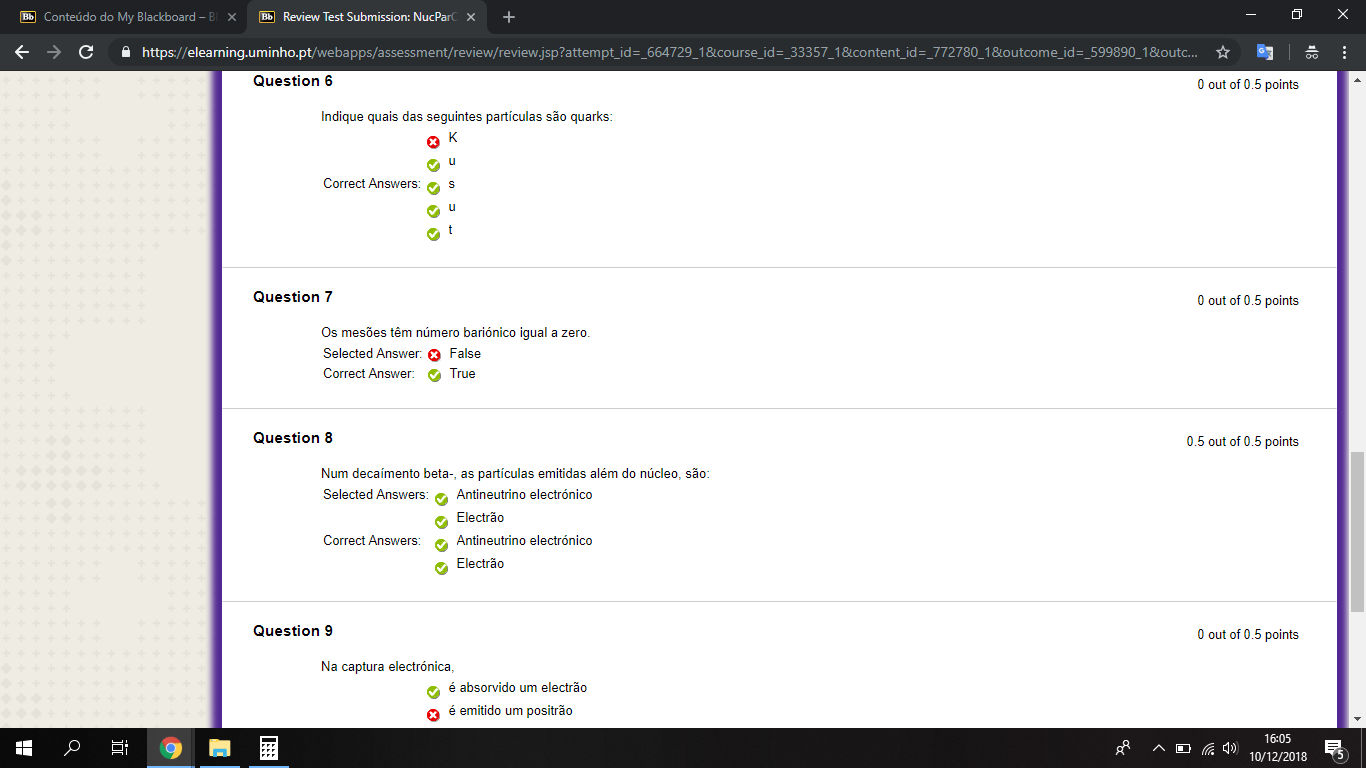 Conteúdo do My Blackboard – B
Review Test Submission: NucParC
https://elearning.uminho.pt/webapps/assessment/review/review.jsp?attempt_id=_664729_1&course_id=_33357_1&content_id=_772780_1&outcome_id=_599890_1&outc...
Question 6
0 out of 0.5 points
Indique quais das seguintes partículas são quarks:
K
u
Correct Answers: s
u
t
Question 7
0 out of 0.5 points
Os mesões têm número bariónico igual a zero.
Selected Answer: False
Correct Answer: True
Question 8
0.5 out of 0.5 points
Num decaímento beta-, as partículas emitidas além do núcleo, são:
Selected Answers: Antineutrino electrónico
Electrão
Correct Answers: Antineutrino electrónico
Electrão
Question 9
0 out of 0.5 points
Na captura electrónica,
é absorvido um electrão
é emitido um positrão
16:05
10/12/2018
5